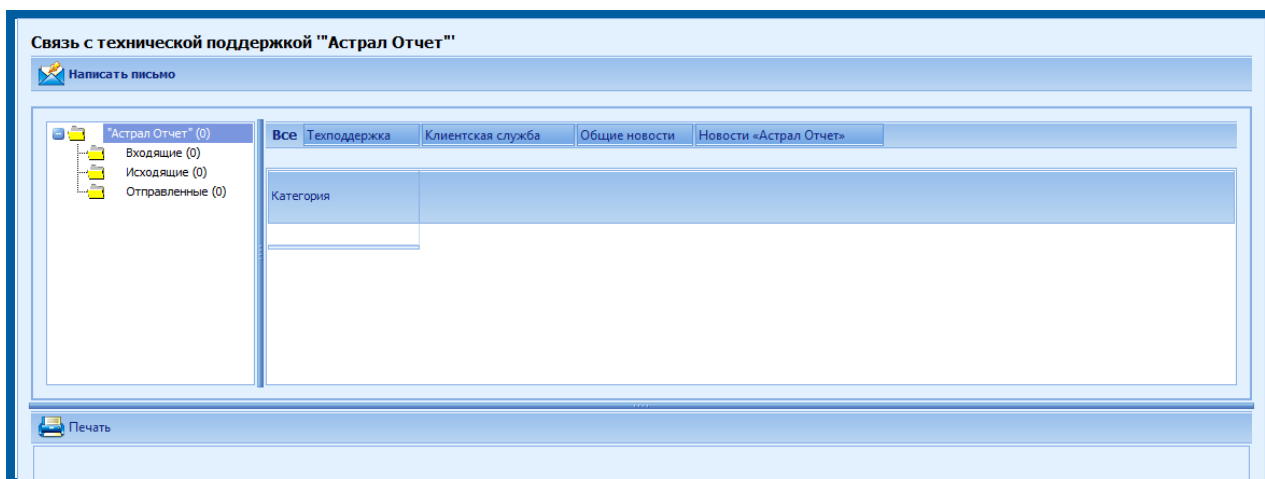 Связь с технической поддержкой '"Астрал Отчет"'
Написать письмо
"Астрал Отчет" (0)
Входящие (0)
Исходящие (0)
Отправленные (0)
Все Техподдержка Клиентская служба Общие новости Новости «Астрал Отчет»
Категория
Печать